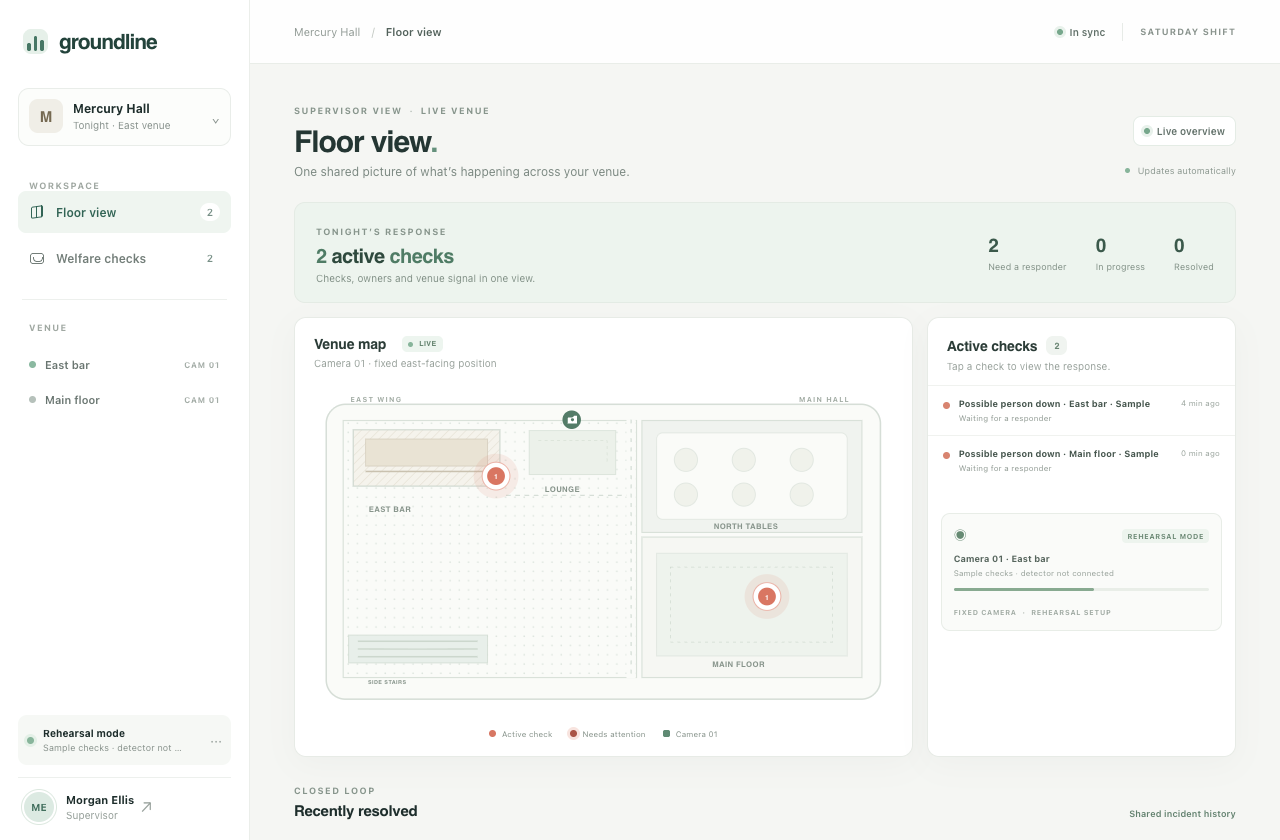 groundline
M
Mercury Hall
Tonight · East venue
WORKSPACE
Floor view 2
Welfare checks 2
VENUE
East bar CAM 01
Main floor CAM 01
Rehearsal mode
Sample checks · detector not ...
ME
Morgan Ellis
Supervisor
Mercury Hall / Floor view
In sync
SATURDAY SHIFT
SUPERVISOR VIEW · LIVE VENUE
Floor view.
One shared picture of what's happening across your venue.
Live overview
Updates automatically
TONIGHT'S RESPONSE
2 active checks
Checks, owners and venue signal in one view.
2
Need a responder
0
In progress
0
Resolved
Venue map LIVE
Camera 01 · fixed east-facing position
EAST WING
MAIN HALL
1
LOUNGE
EAST BAR
NORTH TABLES
1
MAIN FLOOR
SIDE STAIRS
Active check
Needs attention
Camera 01
Active checks 2
Tap a check to view the response.
Possible person down · East bar · Sample 4 min ago
Waiting for a responder
Possible person down · Main floor · Sample 0 min ago
Waiting for a responder
REHEARSAL MODE
Camera 01 · East bar
Sample checks · detector not connected
FIXED CAMERA · REHEARSAL SETUP
CLOSED LOOP
Recently resolved
Shared incident history